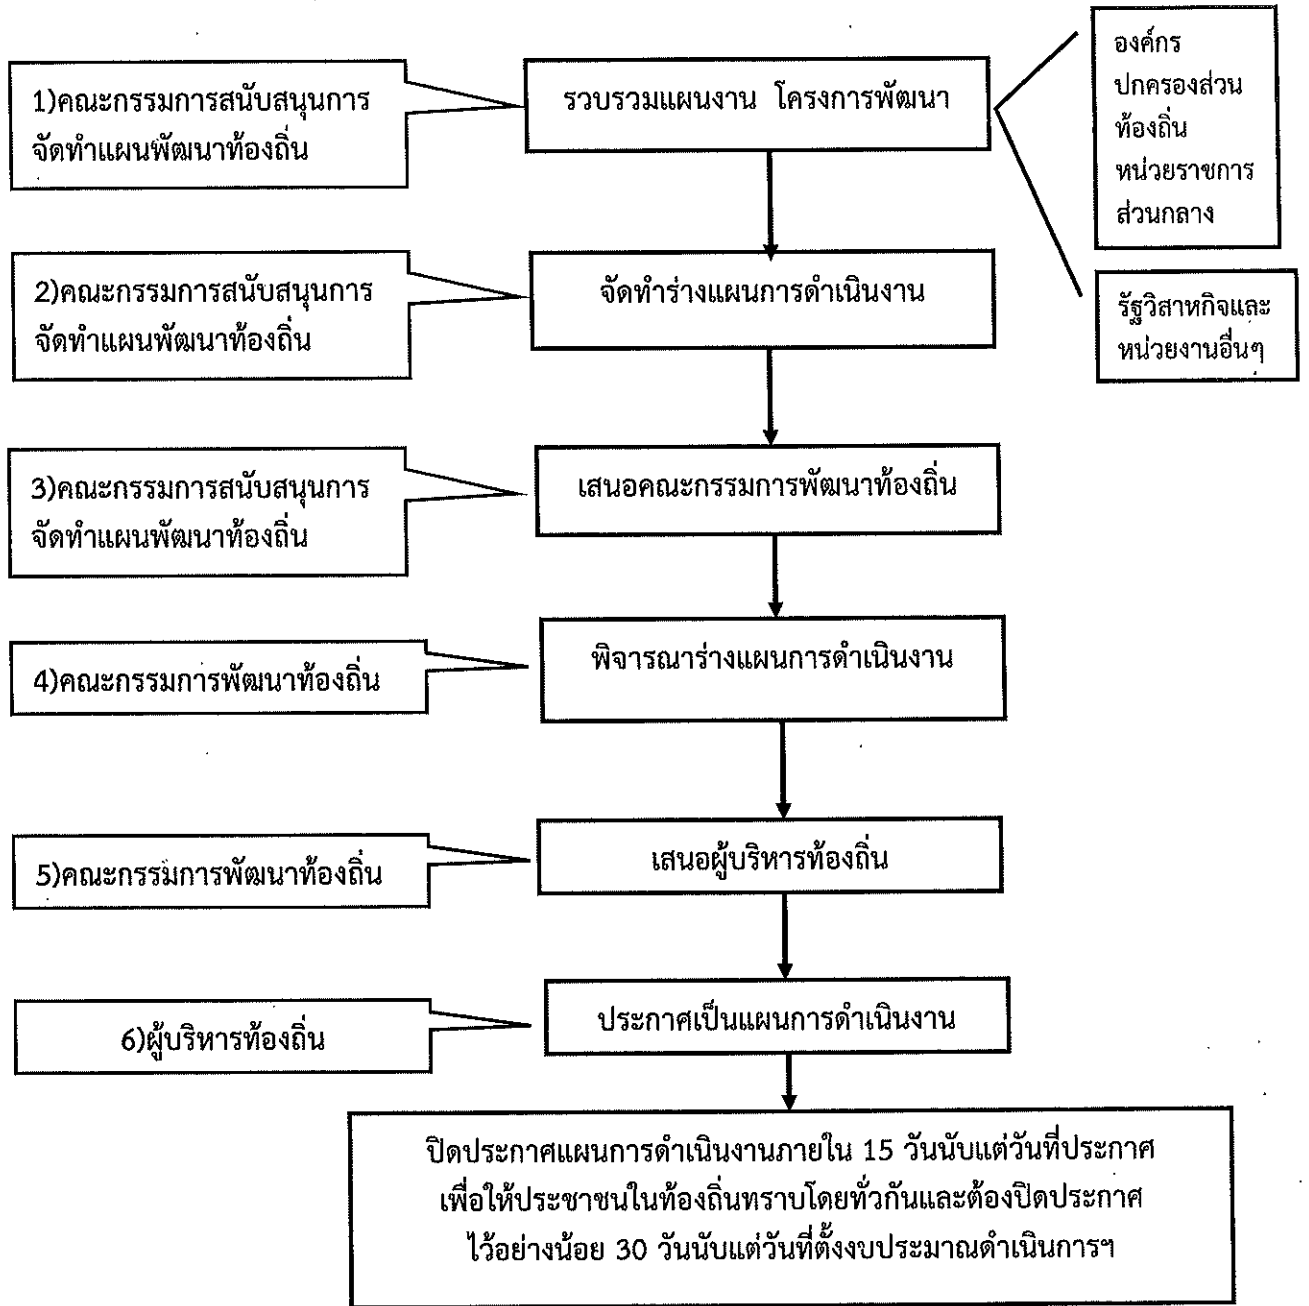 1)คณะกรรมการสนับสนุนการ
จัดทำแผนพัฒนาท้องถิ่น
รวบรวมแผนงาน โครงการพัฒนา
องค์กร
ปกครองส่วน
ท้องถิ่น
หน่วยราชการ
ส่วนกลาง
รัฐวิสาหกิจและ
หน่วยงานอื่นๆ
2)คณะกรรมการสนับสนุนการ
จัดทำแผนพัฒนาท้องถิ่น
จัดทำร่างแผนการดำเนินงาน
3)คณะกรรมการสนับสนุนการ
จัดทำแผนพัฒนาท้องถิ่น
เสนอคณะกรรมการพัฒนาท้องถิ่น
4)คณะกรรมการพัฒนาท้องถิ่น
พิจารณาร่างแผนการดำเนินงาน
5)คณะกรรมการพัฒนาท้องถิ่น
เสนอผู้บริหารท้องถิ่น
6)ผู้บริหารท้องถิ่น
ประกาศเป็นแผนการดำเนินงาน
ปิดประกาศแผนการดำเนินงานภายใน 15 วันนับแต่วันที่ประกาศ
เพื่อให้ประชาชนในท้องถิ่นทราบโดยทั่วกันและต้องปิดประกาศ
ไว้อย่างน้อย 30 วันนับแต่วันที่ตั้งงบประมาณดำเนินการฯ